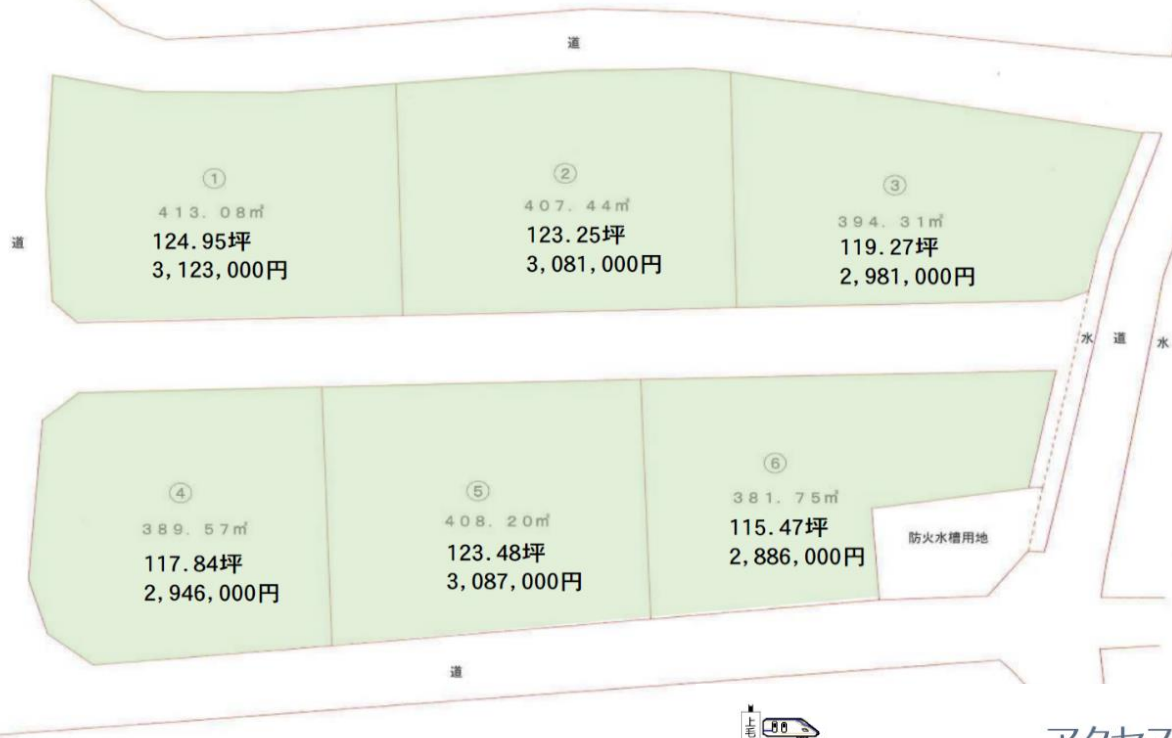 道
道
①
413.08㎡
124.95坪
3,123,000円
②
407.44㎡
123.25坪
3,081,000円
③
394.31㎡
119.27坪
2,981,000円
水
道
水
④
389.57㎡
117.84坪
2,946,000円
⑤
408.20㎡
123.48坪
3,087,000円
⑥
381.75㎡
115.47坪
2,886,000円
防火水槽用地
道
上毛
アクセス